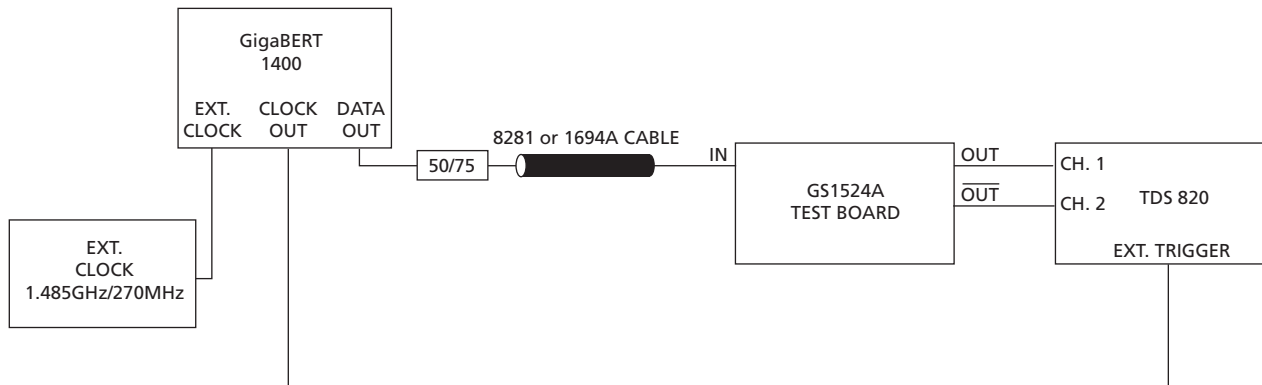 GigaBERT
1400
EXT.
CLOCK
CLOCK
OUT
DATA
OUT
8281 or 1694A CABLE
50/75
IN
GS1524A
TEST BOARD
OUT
OUT
CH. 1
CH. 2
TDS 820
EXT. TRIGGER
EXT.
CLOCK
1.485GHz/270MHz